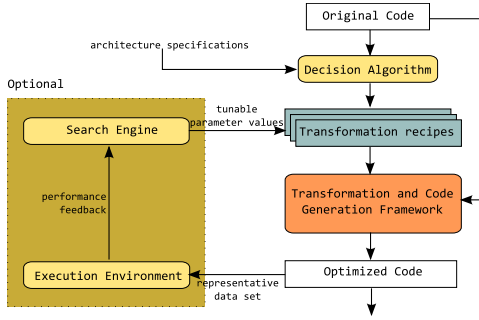 Original Code
architecture specifications
Decision Algorithm
Optional
tunable
parameter values
Search Engine
Transformation recipes
performance
feedback
Transformation and Code
Generation Framework
Execution Environment
representative
data set
Optimized Code